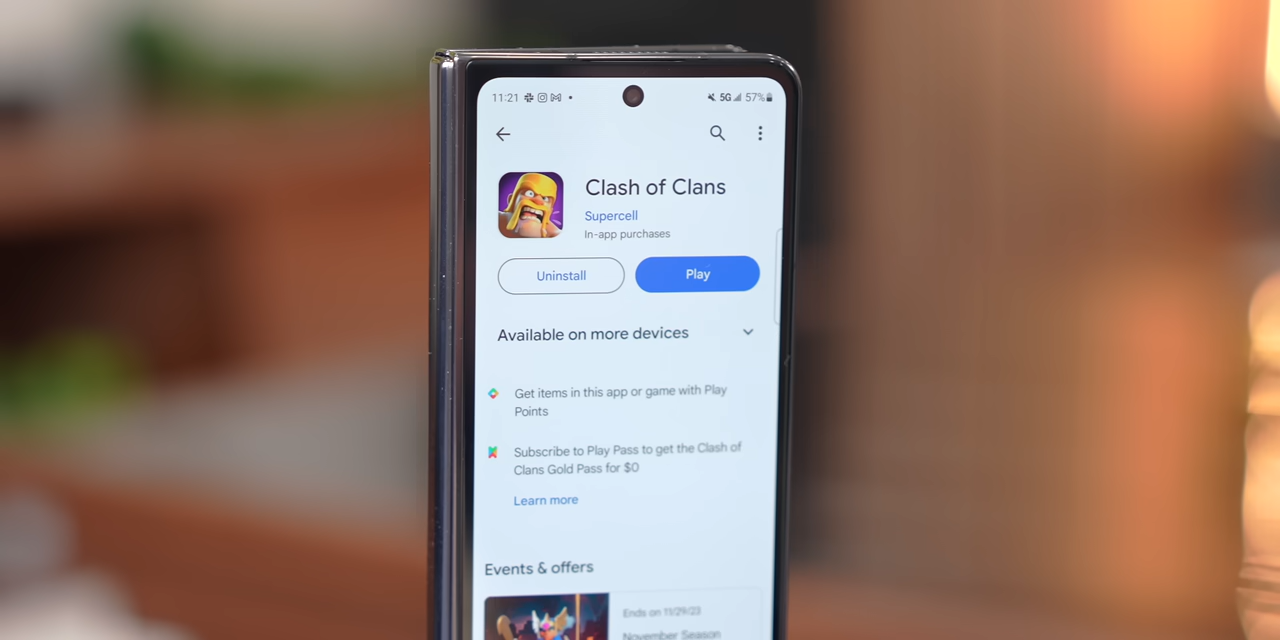 11:21 5G 57%
Clash of Clans
Supercell
In-app purchases
Uninstall Play
Available on more devices
Get items in this app or game with Play
Points
Subscribe to Play Pass to get the Clash of
Clans Gold Pass for $0
Learn more
Events & offers
Ends on 11/29/23
November Season